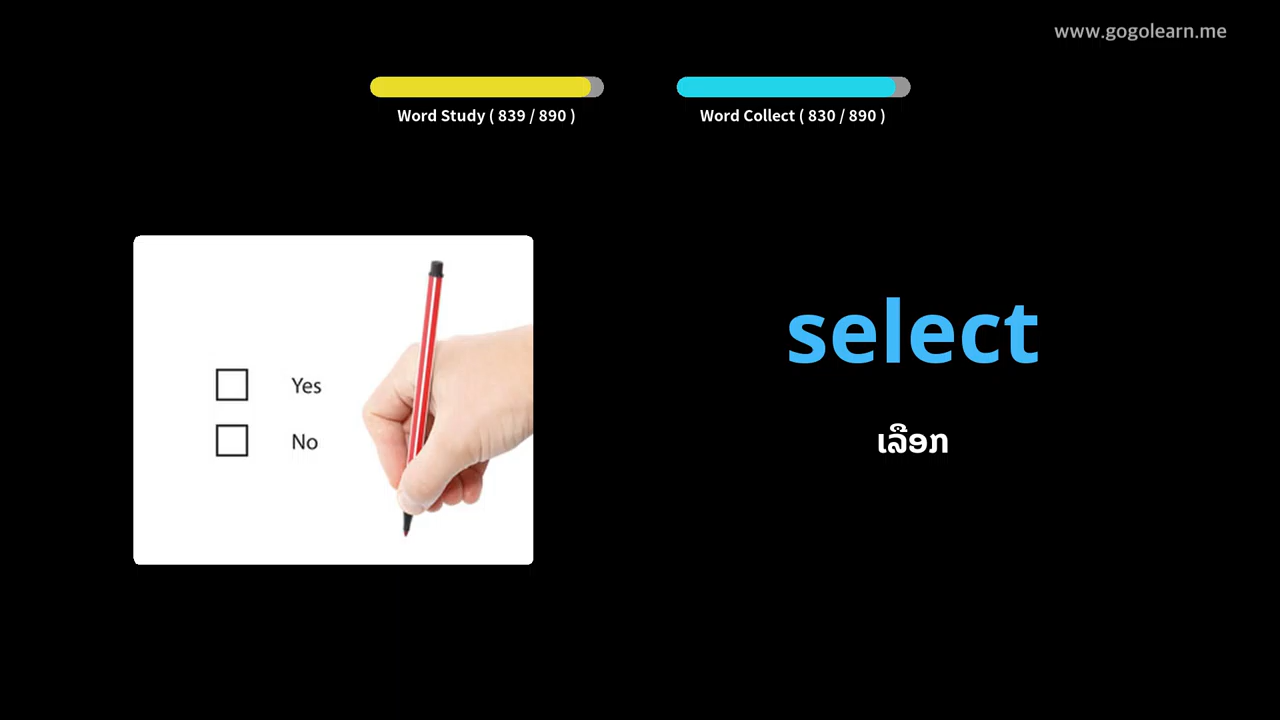 www.gogolearn.me
Word Study ( 839 / 890 )
Word Collect ( 830 / 890 )
select
ເລືອກ
Yes
No